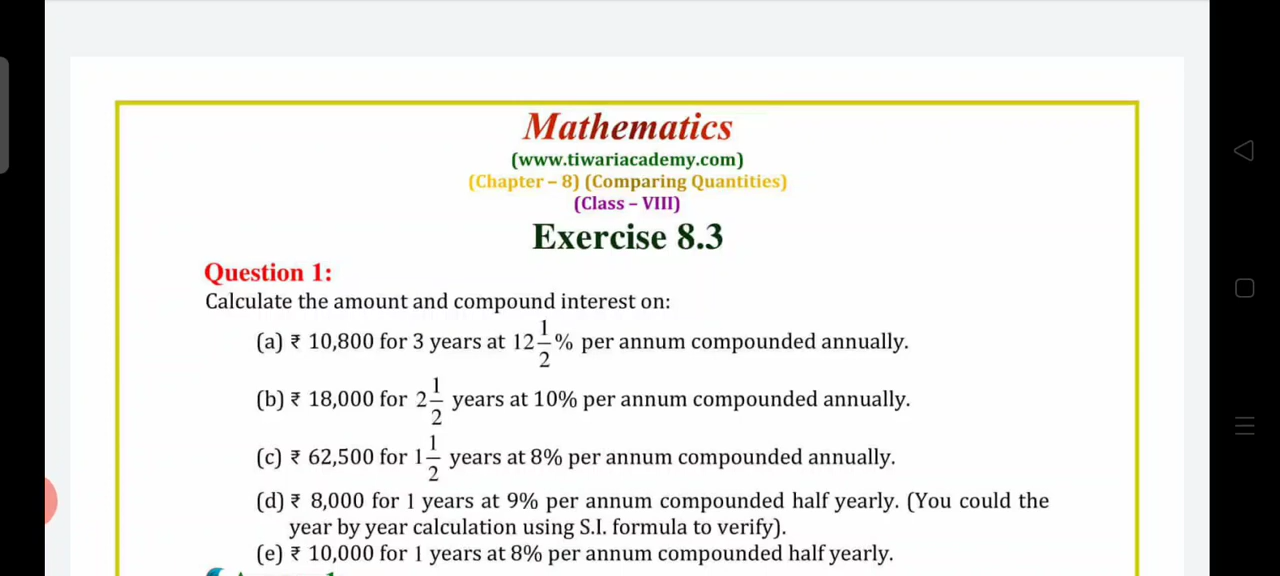 Mathematics
(www.tiwariacademy.com)
(Chapter – 8) (Comparing Quantities)
(Class – VIII)
Exercise 8.3
Question 1:
Calculate the amount and compound interest on:
(a) ₹ 10,800 for 3 years at 12 1/2 % per annum compounded annually.
(b) ₹ 18,000 for 2 1/2 years at 10% per annum compounded annually.
(c) ₹ 62,500 for 1 1/2 years at 8% per annum compounded annually.
(d) ₹ 8,000 for 1 years at 9% per annum compounded half yearly. (You could the
year by year calculation using S.I. formula to verify).
(e) ₹ 10,000 for 1 years at 8% per annum compounded half yearly.